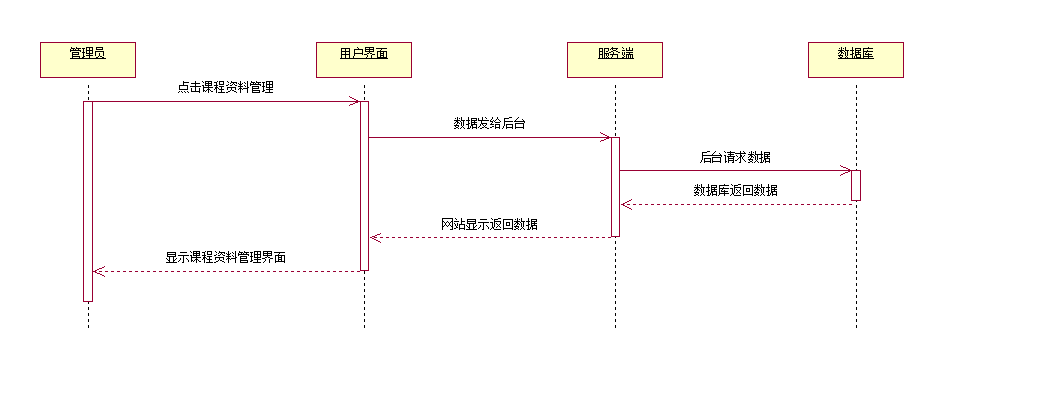 管理员
用户界面
服务端
数据库
点击课程资料管理
数据发给后台
后台请求数据
数据库返回数据
网站显示返回数据
显示课程资料管理界面